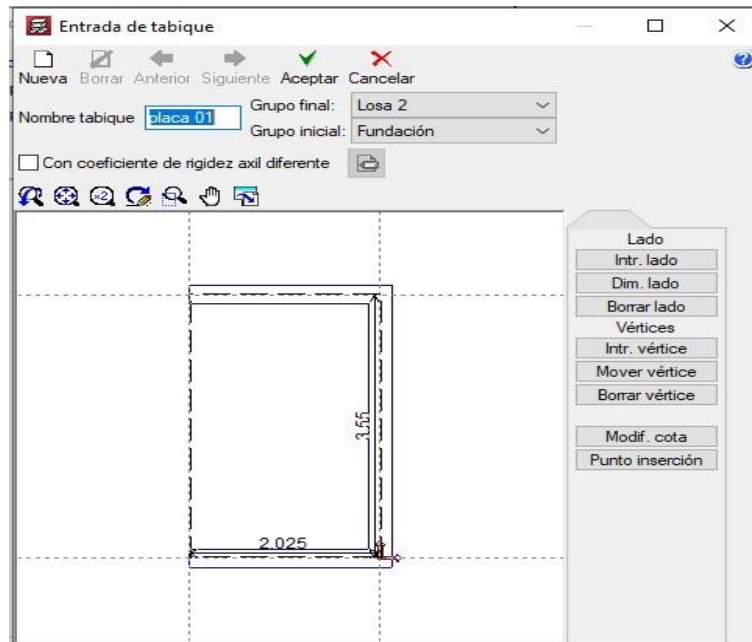 Entrada de tabique
Nueva Borrar Anterior Siguiente Aceptar Cancelar
Nombre tabique placa 01
Grupo final: Losa 2
Grupo inicial: Fundación
Con coeficiente de rigidez axil diferente
Lado
Intr. lado
Dim. lado
Borrar lado
Vértices
Intr. vértice
Mover vértice
Borrar vértice
Modif. cota
Punto inserción
3.55
2.025